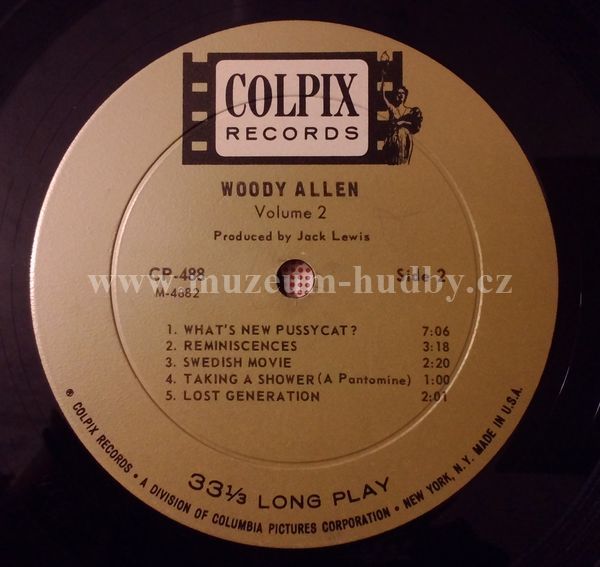 COLPIX
RECORDS
WOODY ALLEN
Volume 2
Produced by Jack Lewis
CP-488 Side 2
M-4882
www.muzeum-hudby.cz
1. WHAT'S NEW PUSSYCAT? 7:06
2. REMINISCENCES 3:18
3. SWEDISH MOVIE 2:20
4. TAKING A SHOWER (A Pantomine) 1:00
5. LOST GENERATION 2:01
33⅓ LONG PLAY
® COLPIX RECORDS • A DIVISION OF COLUMBIA PICTURES CORPORATION • NEW YORK, N.Y. MADE IN U.S.A.